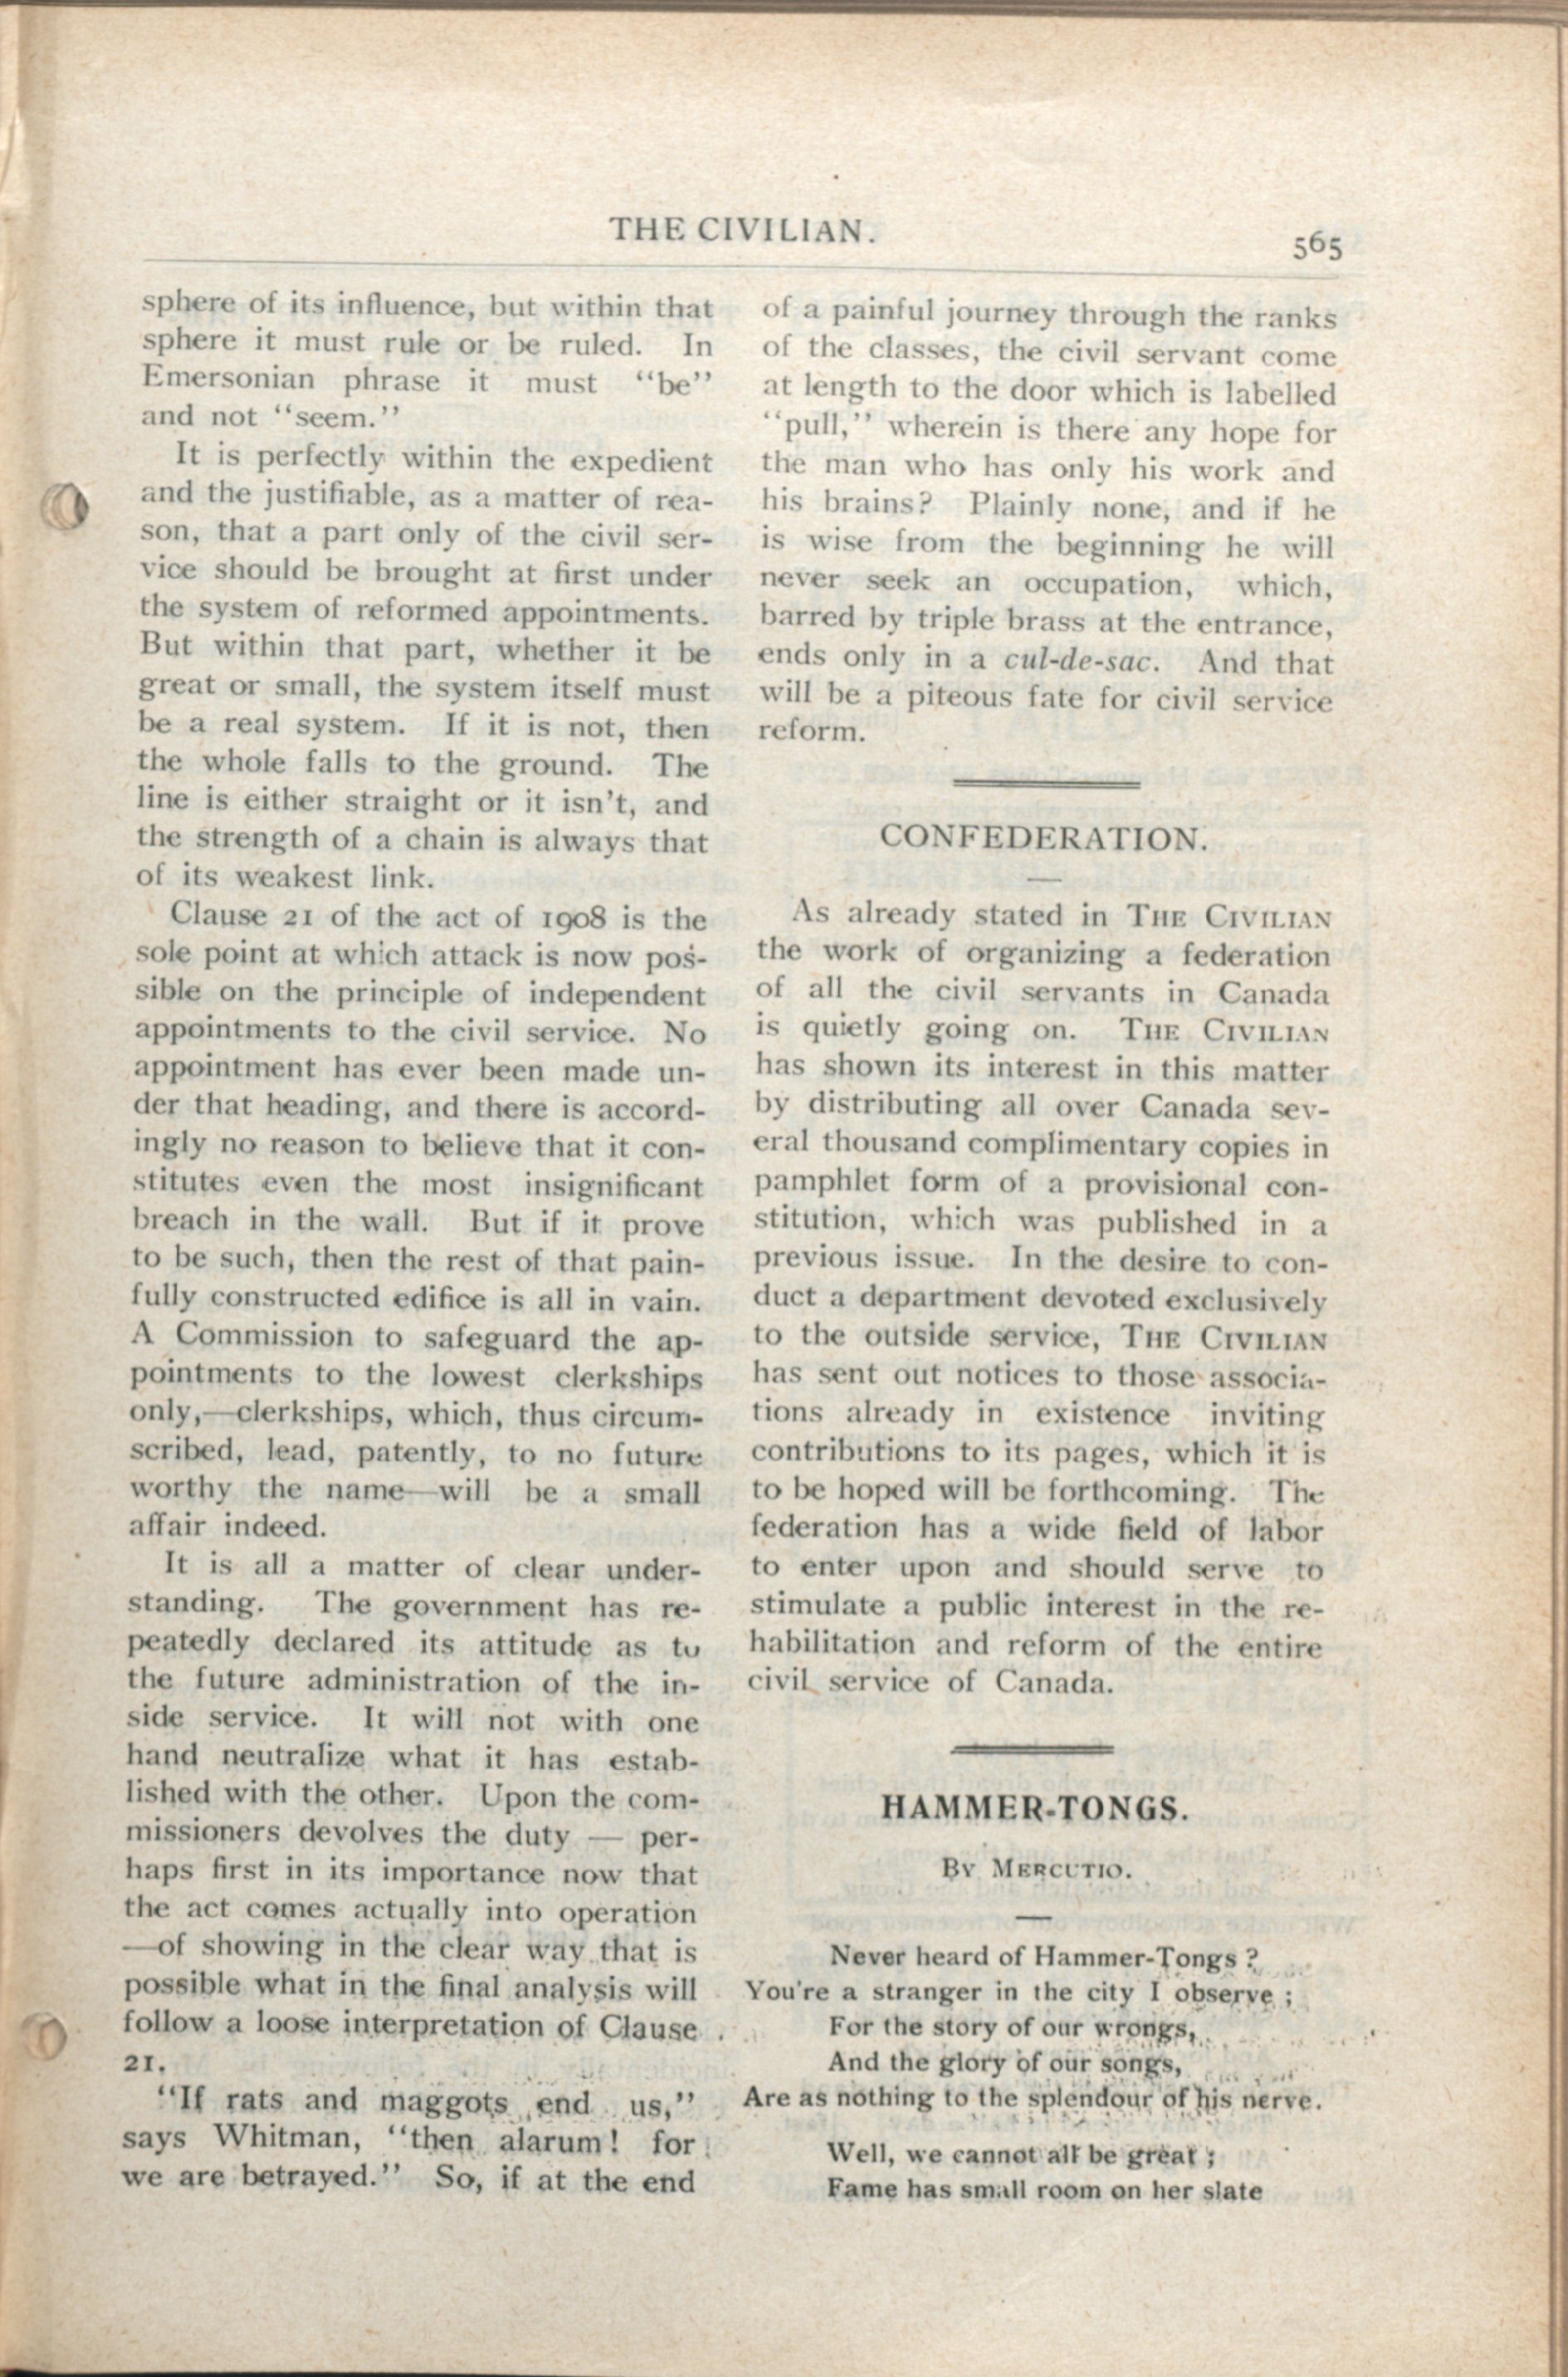 THE CIVILIAN.
565
sphere of its influence, but within that
sphere it must rule or be ruled. In
Emersonian phrase it must "be"
and not "seem."
It is perfectly within the expedient
and the justifiable, as a matter of rea-
son, that a part only of the civil ser-
vice should be brought at first under
the system of reformed appointments.
But within that part, whether it be
great or small, the system itself must
be a real system. If it is not, then
the whole falls to the ground. The
line is either straight or it isn't, and
the strength of a chain is always that
of its weakest link.
Clause 21 of the act of 1908 is the
sole point at which attack is now pos-
sible on the principle of independent
appointments to the civil service. No
appointment has ever been made un-
der that heading, and there is accord-
ingly no reason to believe that it con-
stitutes even the most insignificant
breach in the wall. But if it prove
to be such, then the rest of that pain-
fully constructed edifice is all in vain.
A Commission to safeguard the ap-
pointments to the lowest clerkships
only,—clerkships, which, thus circum-
scribed, lead, patently, to no future
worthy the name—will be a small
affair indeed.
It is all a matter of clear under-
standing. The government has re-
peatedly declared its attitude as to
the future administration of the in-
side service. It will not with one
hand neutralize what it has estab-
lished with the other. Upon the com-
missioners devolves the duty — per-
haps first in its importance now that
the act comes actually into operation
—of showing in the clear way that is
possible what in the final analysis will
follow a loose interpretation of Clause
21.
"If rats and maggots end us,"
says Whitman, "then alarum! for
we are betrayed." So, if at the end
of a painful journey through the ranks
of the classes, the civil servant come
at length to the door which is labelled
"pull," wherein is there any hope for
the man who has only his work and
his brains? Plainly none, and if he
is wise from the beginning he will
never seek an occupation, which,
barred by triple brass at the entrance,
ends only in a cul-de-sac. And that
will be a piteous fate for civil service
reform.
CONFEDERATION.
As already stated in THE CIVILIAN
the work of organizing a federation
of all the civil servants in Canada
is quietly going on. THE CIVILIAN
has shown its interest in this matter
by distributing all over Canada sev-
eral thousand complimentary copies in
pamphlet form of a provisional con-
stitution, which was published in a
previous issue. In the desire to con-
duct a department devoted exclusively
to the outside service, THE CIVILIAN
has sent out notices to those associa-
tions already in existence inviting
contributions to its pages, which it is
to be hoped will be forthcoming. The
federation has a wide field of labor
to enter upon and should serve to
stimulate a public interest in the re-
habilitation and reform of the entire
civil service of Canada.
HAMMER-TONGS.
BY MERCUTIO.
Never heard of Hammer-Tongs?
You're a stranger in the city I observe;
For the story of our wrongs,
And the glory of our songs,
Are as nothing to the splendour of his nerve.
Well, we cannot all be great;
Fame has small room on her slate